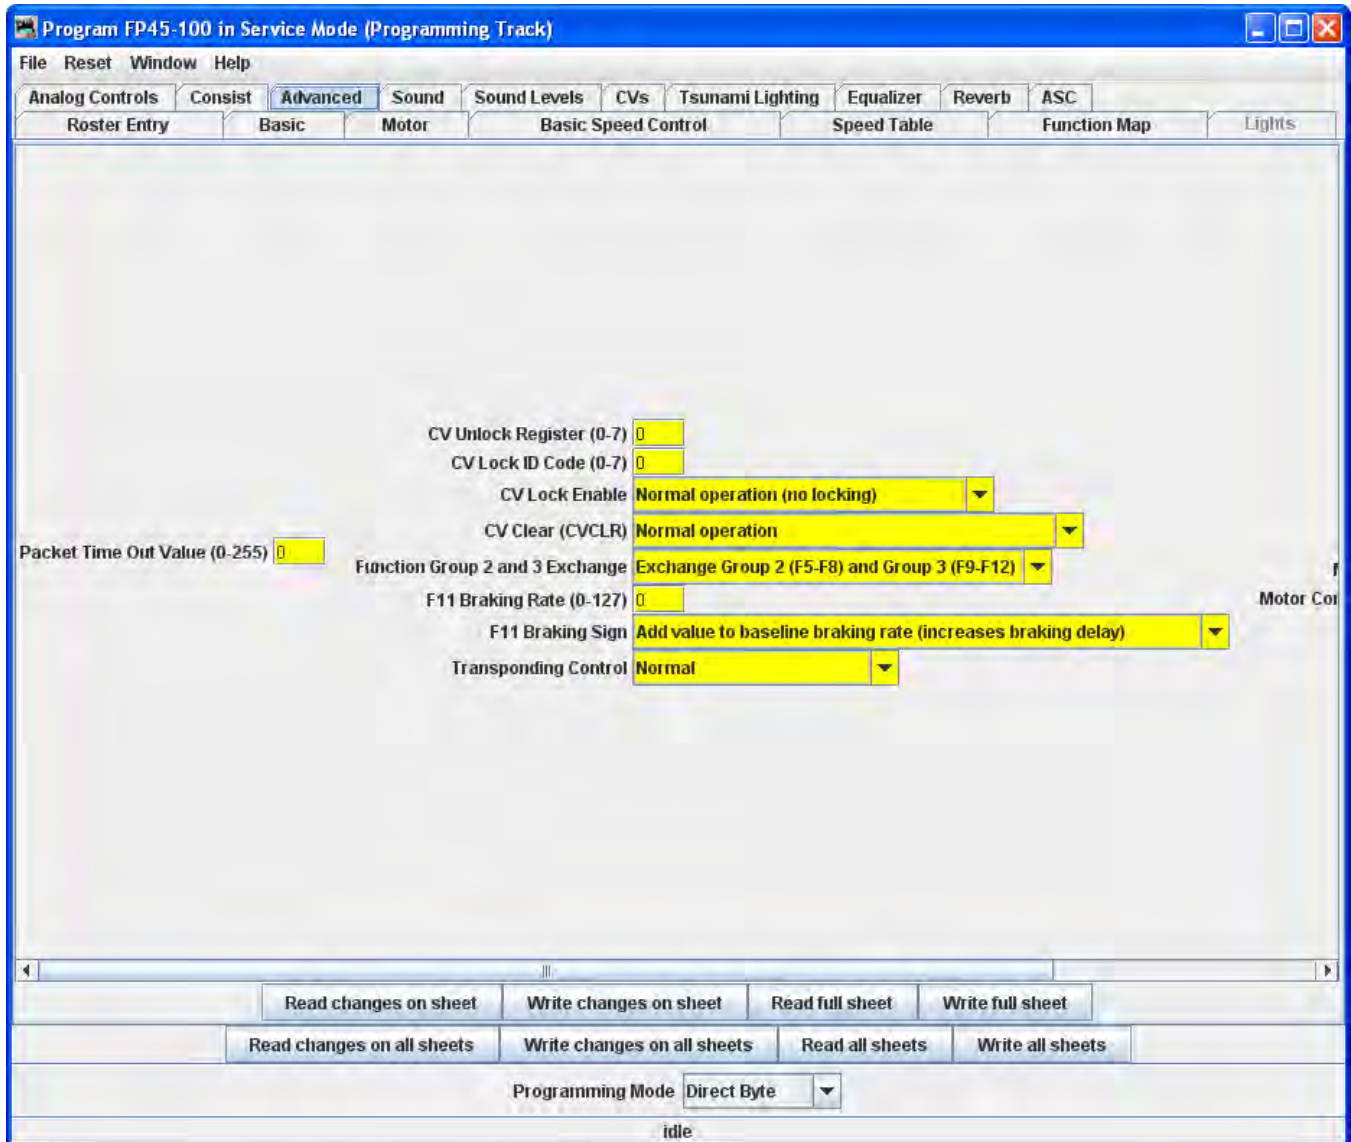 Program FP45-100 in Service Mode (Programming Track)
File Reset Window Help
Analog Controls Consist Advanced Sound Sound Levels CVs Tsunami Lighting Equalizer Reverb ASC
Roster Entry Basic Motor Basic Speed Control Speed Table Function Map Lights
CV Unlock Register (0-7) 0
CV Lock ID Code (0-7) 0
CV Lock Enable Normal operation (no locking)
CV Clear (CVCLR) Normal operation
Packet Time Out Value (0-255) 0
Function Group 2 and 3 Exchange Exchange Group 2 (F5-F8) and Group 3 (F9-F12)
F11 Braking Rate (0-127) 0
Motor
F11 Braking Sign Add value to baseline braking rate (increases braking delay)
Transponding Control Normal
Read changes on sheet Write changes on sheet Read full sheet Write full sheet
Read changes on all sheets Write changes on all sheets Read all sheets Write all sheets
Programming Mode Direct Byte
idle